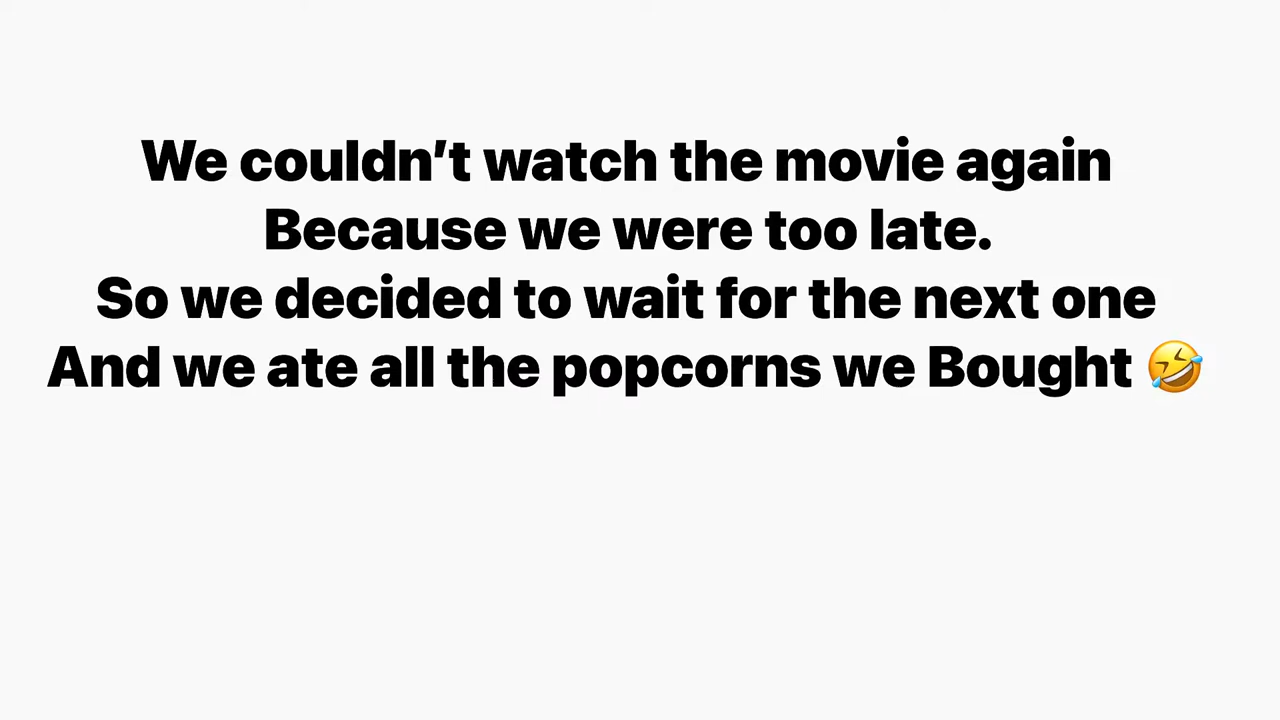 We couldn’t watch the movie again
Because we were too late.
So we decided to wait for the next one
And we ate all the popcorns we Bought 🤣